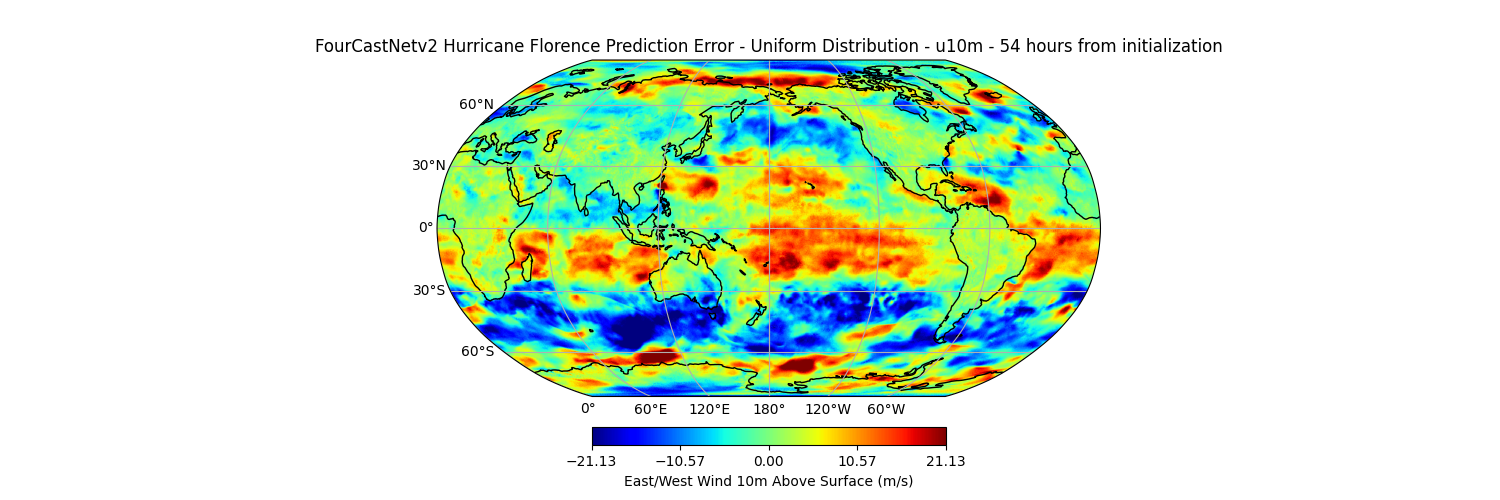 FourCastNetv2 Hurricane Florence Prediction Error - Uniform Distribution - u10m - 54 hours from initialization
60°N
30°N
0°
30°S
60°S
0° 60°E 120°E 180° 120°W 60°W
−21.13 −10.57 0.00 10.57 21.13
East/West Wind 10m Above Surface (m/s)